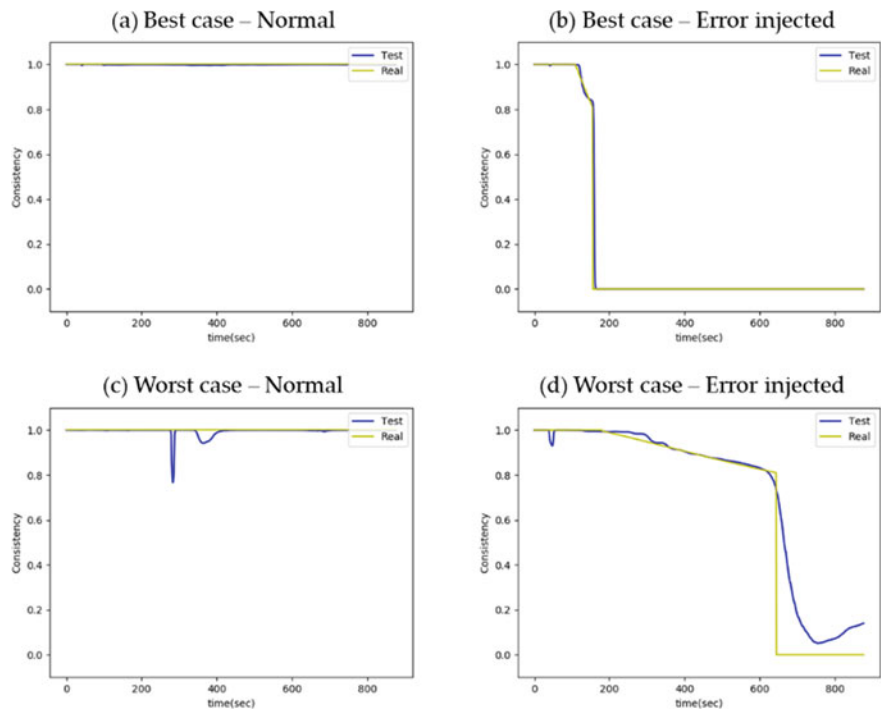 (a) Best case – Normal
Test
Real
1.0
0.8
0.6
0.4
0.2
0.0
Consistency
0
200
400
600
800
time(sec)
(b) Best case – Error injected
Test
Real
1.0
0.8
0.6
0.4
0.2
0.0
Consistency
0
200
400
600
800
time(sec)
(c) Worst case – Normal
Test
Real
1.0
0.8
0.6
0.4
0.2
0.0
Consistency
0
200
400
600
800
time(sec)
(d) Worst case – Error injected
Test
Real
1.0
0.8
0.6
0.4
0.2
0.0
Consistency
0
200
400
600
800
time(sec)